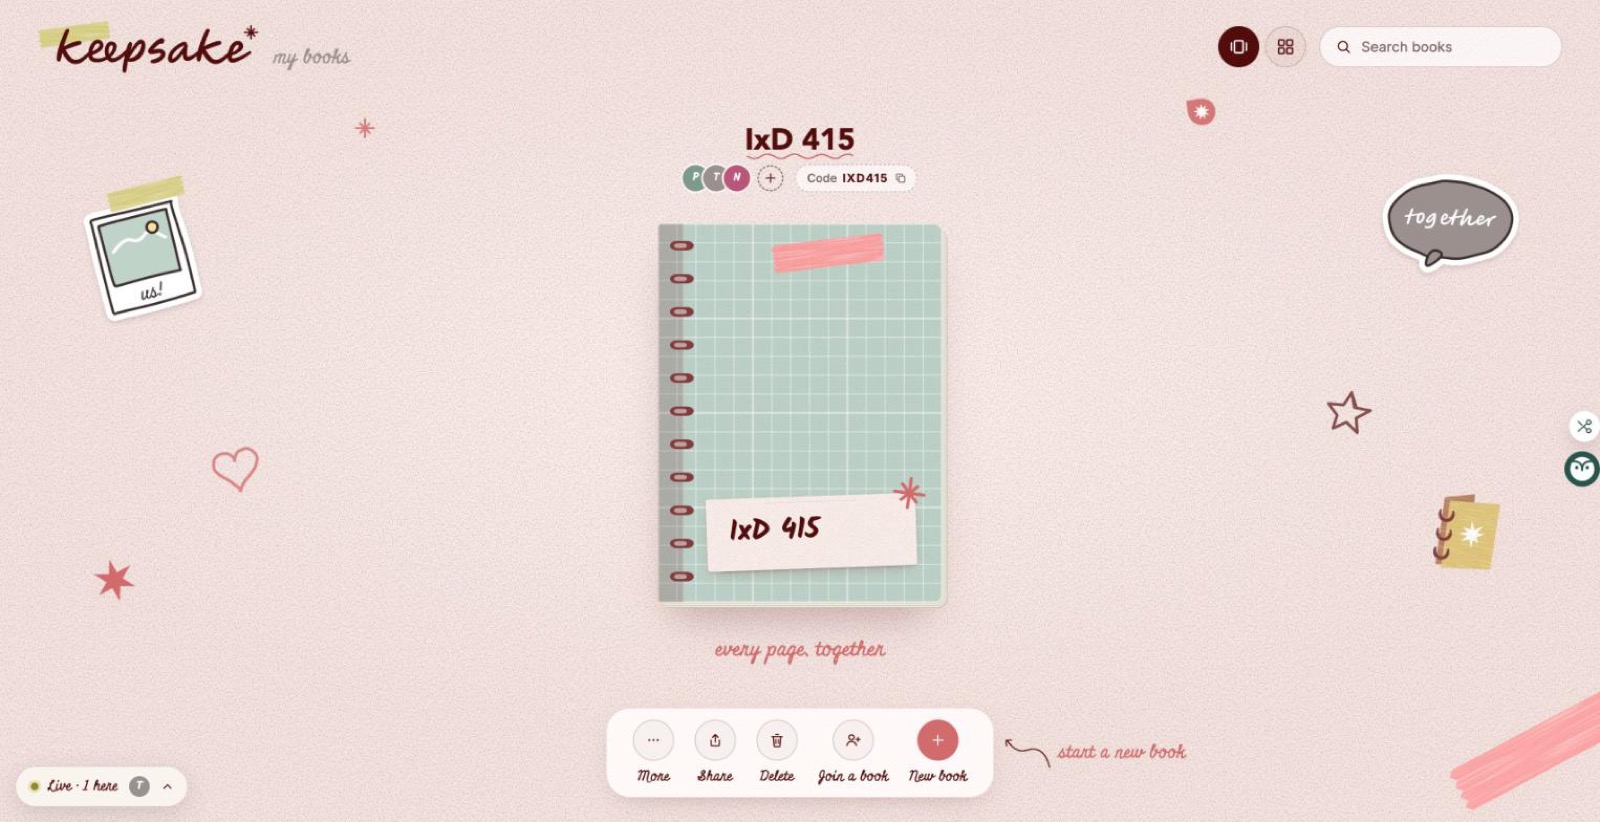 keepsake
my books
Search books
IxD 415
P T N + Code IXD415
us!
together
IxD 415
every page, together
More Share Delete Join a book New book
start a new book
Live · 1 here T